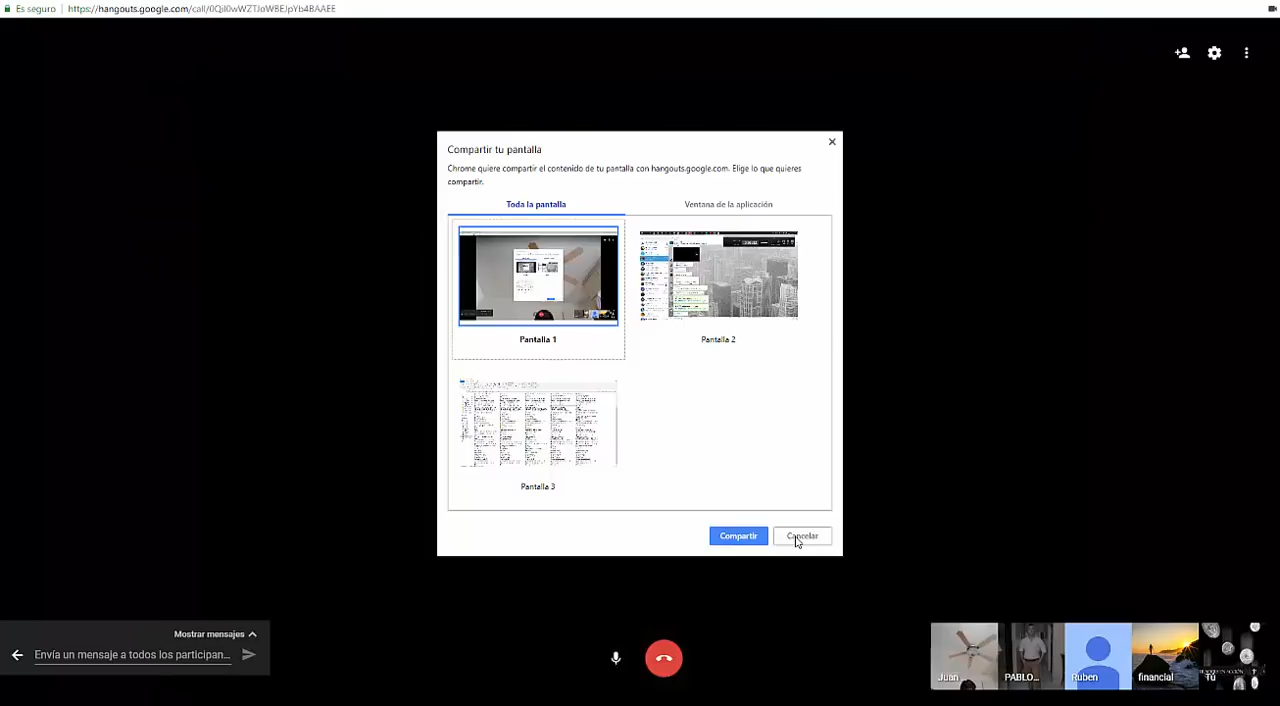 Es seguro
https://hangouts.google.com/call/0Qil0wWZTJoWBEJpYb4BAAEE
Compartir tu pantalla
Chrome quiere compartir el contenido de tu pantalla con hangouts.google.com. Elige lo que quieres
compartir.
Toda la pantalla
Ventana de la aplicación
Pantalla 1
Pantalla 2
Pantalla 3
Compartir
Cancelar
Mostrar mensajes
Envía un mensaje a todos los participan...
Juan
PABLO...
Ruben
financial
Tú